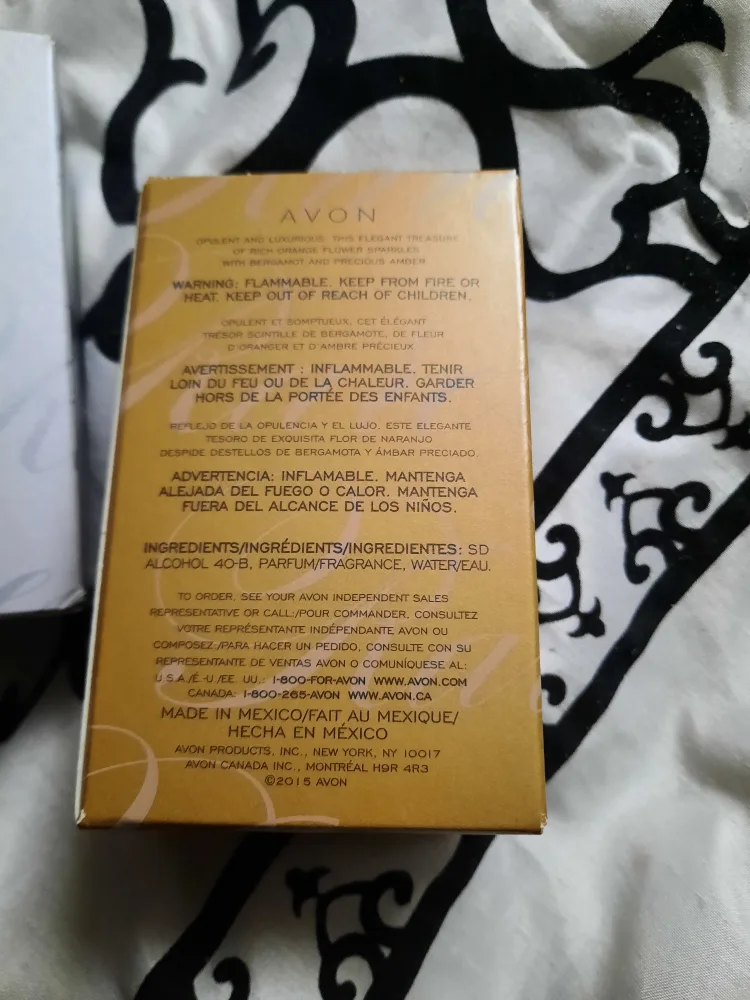 AVON
OPULENT AND LUXURIOUS, THIS ELEGANT TREASURE
OF RICH ORANGE FLOWER SPARKLES
WITH BERGAMOT AND PRECIOUS AMBER
WARNING: FLAMMABLE. KEEP FROM FIRE OR
HEAT. KEEP OUT OF REACH OF CHILDREN.
OPULENT ET SOMPTUEUX, CET ÉLÉGANT
TRÉSOR SCINTILLE DE BERGAMOTE, DE FLEUR
D'ORANGER ET D'AMBRE PRÉCIEUX
AVERTISSEMENT : INFLAMMABLE. TENIR
LOIN DU FEU OU DE LA CHALEUR. GARDER
HORS DE LA PORTÉE DES ENFANTS.
REFLEJO DE LA OPULENCIA Y EL LUJO, ESTE ELEGANTE
TESORO DE EXQUISITA FLOR DE NARANJO
DESPIDE DESTELLOS DE BERGAMOTA Y ÁMBAR PRECIADO.
ADVERTENCIA: INFLAMABLE. MANTENGA
ALEJADA DEL FUEGO O CALOR. MANTENGA
FUERA DEL ALCANCE DE LOS NIÑOS.
INGREDIENTS/INGRÉDIENTS/INGREDIENTES: SD
ALCOHOL 40-B, PARFUM/FRAGRANCE, WATER/EAU.
TO ORDER, SEE YOUR AVON INDEPENDENT SALES
REPRESENTATIVE OR CALL:/POUR COMMANDER, CONSULTEZ
VOTRE REPRÉSENTANTE INDÉPENDANTE AVON OU
COMPOSEZ:/PARA HACER UN PEDIDO, CONSULTE CON SU
REPRESENTANTE DE VENTAS AVON O COMUNÍQUESE AL:
U.S.A./É.-U./EE. UU.: 1-800-FOR-AVON WWW.AVON.COM
CANADA: 1-800-265-AVON WWW.AVON.CA
MADE IN MEXICO/FAIT AU MEXIQUE/
HECHA EN MÉXICO
AVON PRODUCTS, INC., NEW YORK, NY 10017
AVON CANADA INC., MONTRÉAL H9R 4R3
©2015 AVON